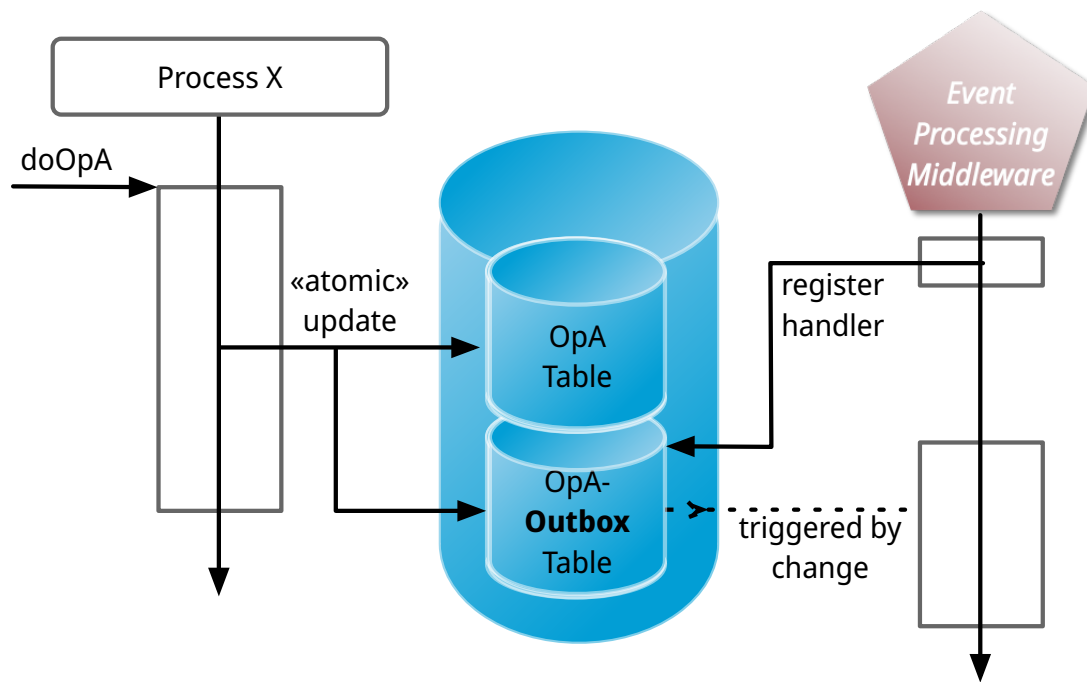 Process X
doOpA
«atomic»
update
OpA
Table
OpA-
Outbox
Table
Event
Processing
Middleware
register
handler
triggered by
change